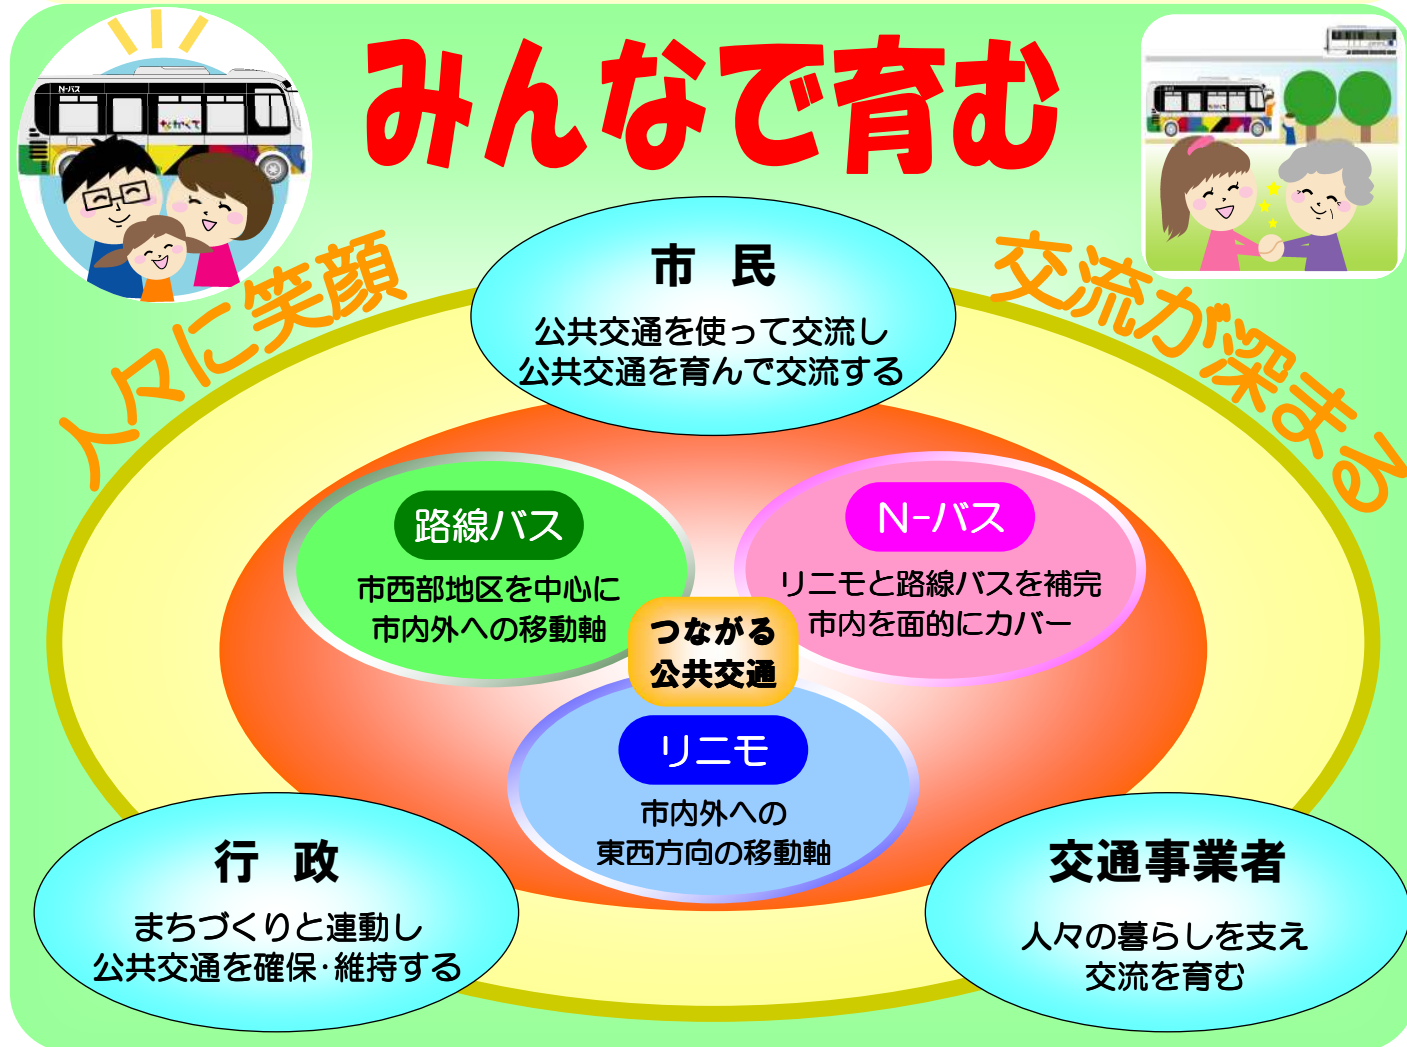 みんなで育む
N-バス
ながくて
人々に笑顔
交流が深まる
市 民
公共交通を使って交流し
公共交通を育んで交流する
路線バス
市西部地区を中心に
市内外への移動軸
N-バス
リニモと路線バスを補完
市内を面的にカバー
つながる
公共交通
リニモ
市内外への
東西方向の移動軸
行 政
まちづくりと連動し
公共交通を確保・維持する
交通事業者
人々の暮らしを支え
交流を育む